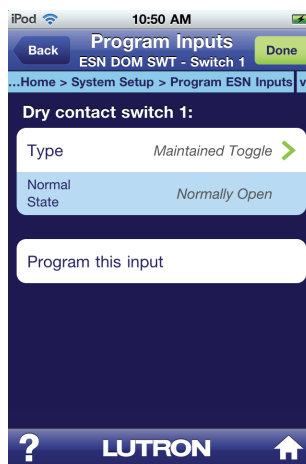 iPod 10:50 AM
Back Program Inputs Done
ESN DOM SWT - Switch 1
...Home > System Setup > Program ESN Inputs v
Dry contact switch 1:
Type Maintained Toggle
Normal State Normally Open
Program this input
? LUTRON